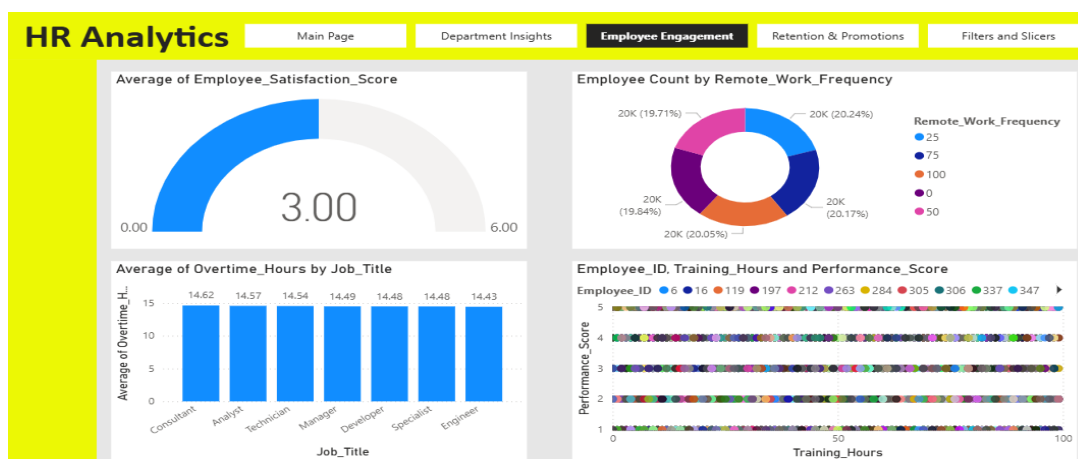 HR Analytics
Main Page
Department Insights
Employee Engagement
Retention & Promotions
Filters and Slicers
Average of Employee_Satisfaction_Score
3.00
0.00
6.00
Employee Count by Remote_Work_Frequency
20K (19.71%)
20K (20.24%)
20K
(19.84%)
20K
(20.17%)
20K (20.05%)
Remote_Work_Frequency
25
75
100
0
50
Average of Overtime_Hours by Job_Title
Average of Overtime_H...
15
10
5
0
14.62
14.57
14.54
14.49
14.48
14.48
14.43
Consultant
Analyst
Technician
Manager
Developer
Specialist
Engineer
Job_Title
Employee_ID, Training_Hours and Performance_Score
Employee_ID 6 16 119 197 212 263 284 305 306 337 347
Performance_Score
5
4
3
2
1
0
50
100
Training_Hours